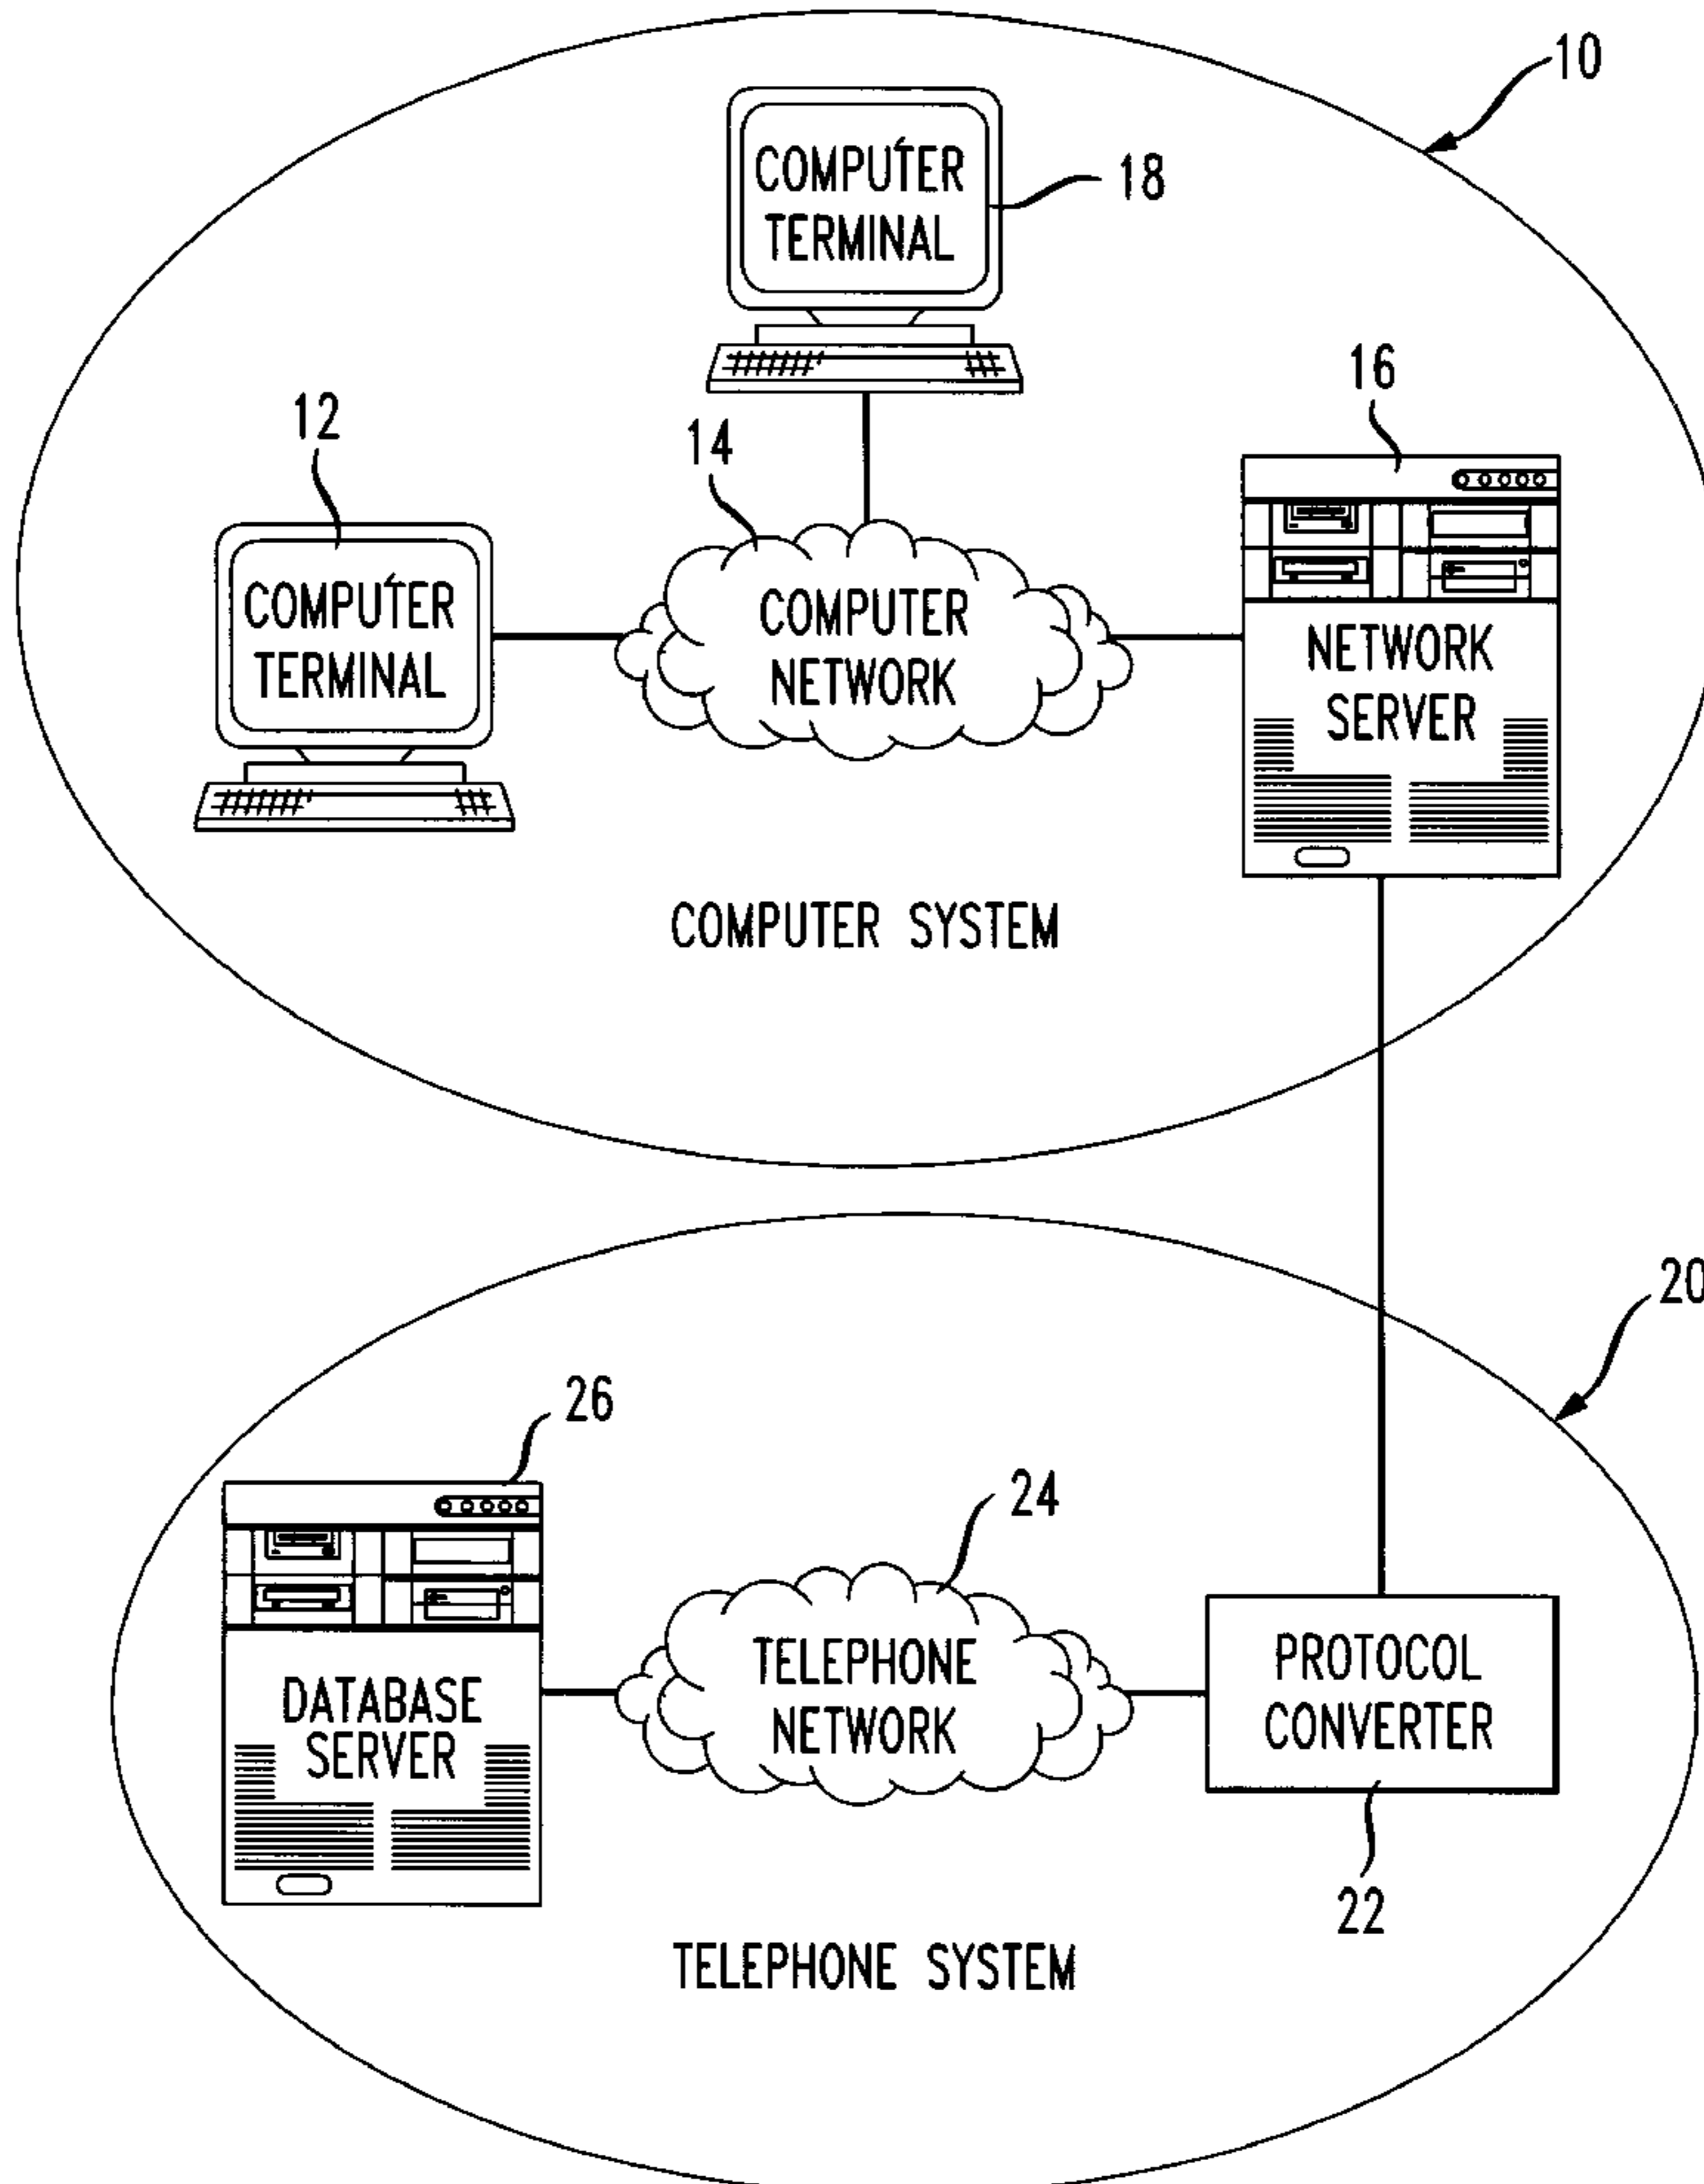 10
COMPUTER
TERMINAL
18
16
12
14
COMPUTER
TERMINAL
COMPUTER
NETWORK
NETWORK
SERVER
COMPUTER SYSTEM
20
26
24
TELEPHONE
NETWORK
PROTOCOL
CONVERTER
DATABASE
SERVER
22
TELEPHONE SYSTEM